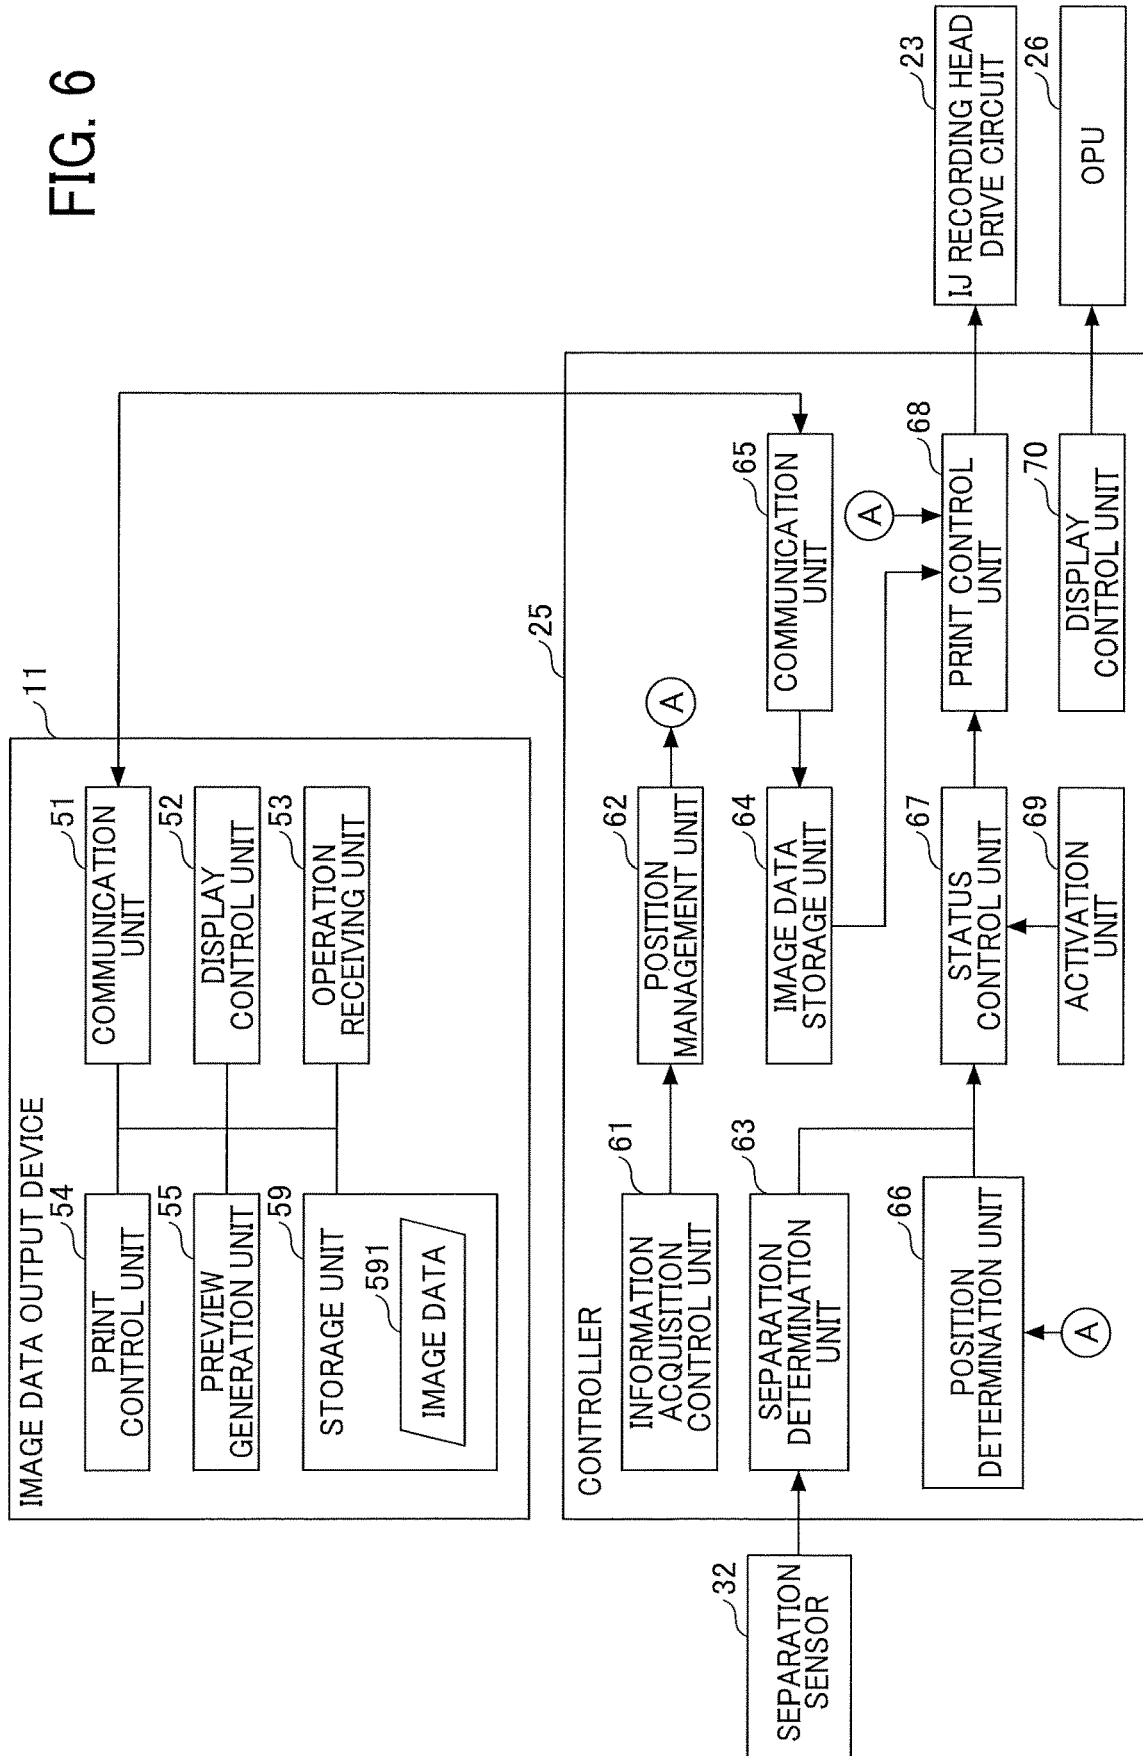 FIG. 6
11
IMAGE DATA OUTPUT DEVICE
54
PRINT
CONTROL UNIT
51
COMMUNICATION
UNIT
55
PREVIEW
GENERATION UNIT
52
DISPLAY
CONTROL UNIT
59
STORAGE UNIT
591
IMAGE DATA
53
OPERATION
RECEIVING UNIT
25
CONTROLLER
61
INFORMATION
ACQUISITION
CONTROL UNIT
62
POSITION
MANAGEMENT UNIT
A
32
SEPARATION
SENSOR
63
SEPARATION
DETERMINATION
UNIT
64
IMAGE DATA
STORAGE UNIT
65
COMMUNICATION
UNIT
A
66
POSITION
DETERMINATION UNIT
A
67
STATUS
CONTROL UNIT
68
PRINT CONTROL
UNIT
23
IJ RECORDING HEAD
DRIVE CIRCUIT
69
ACTIVATION
UNIT
70
DISPLAY
CONTROL UNIT
26
OPU